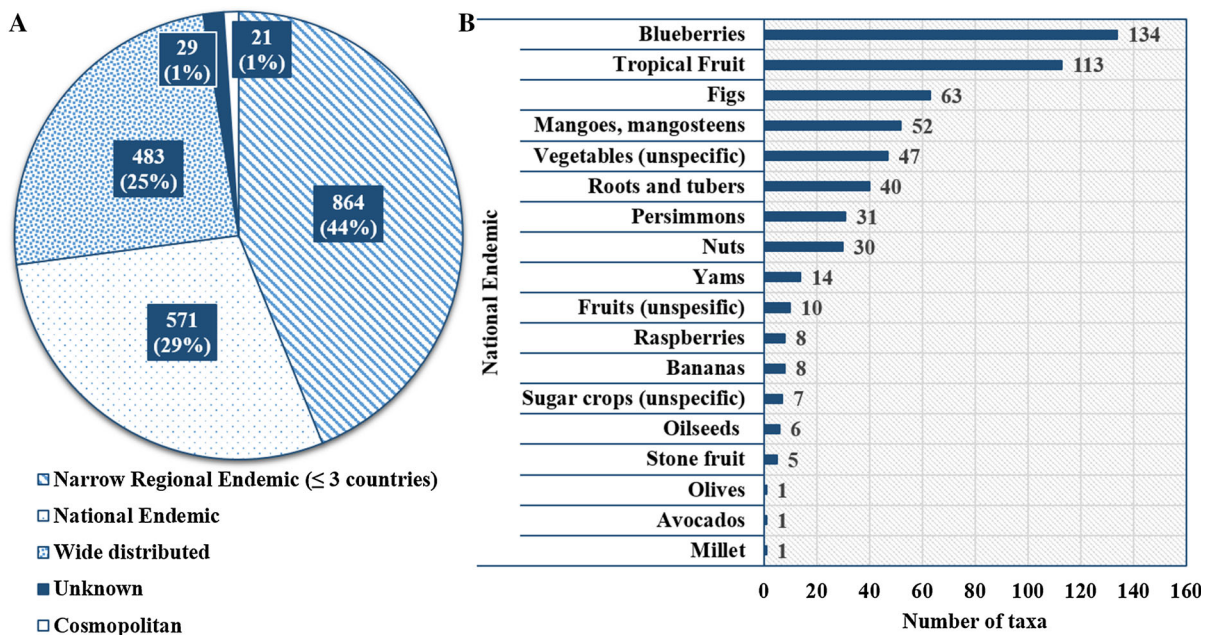 A
29
(1%)
21
(1%)
483
(25%)
864
(44%)
571
(29%)
Narrow Regional Endemic (≤ 3 countries)
National Endemic
Wide distributed
Unknown
Cosmopolitan
B
National Endemic
Blueberries 134
Tropical Fruit 113
Figs 63
Mangoes, mangosteens 52
Vegetables (unspecific) 47
Roots and tubers 40
Persimmons 31
Nuts 30
Yams 14
Fruits (unspesific) 10
Raspberries 8
Bananas 8
Sugar crops (unspecific) 7
Oilseeds 6
Stone fruit 5
Olives 1
Avocados 1
Millet 1
0 20 40 60 80 100 120 140 160
Number of taxa